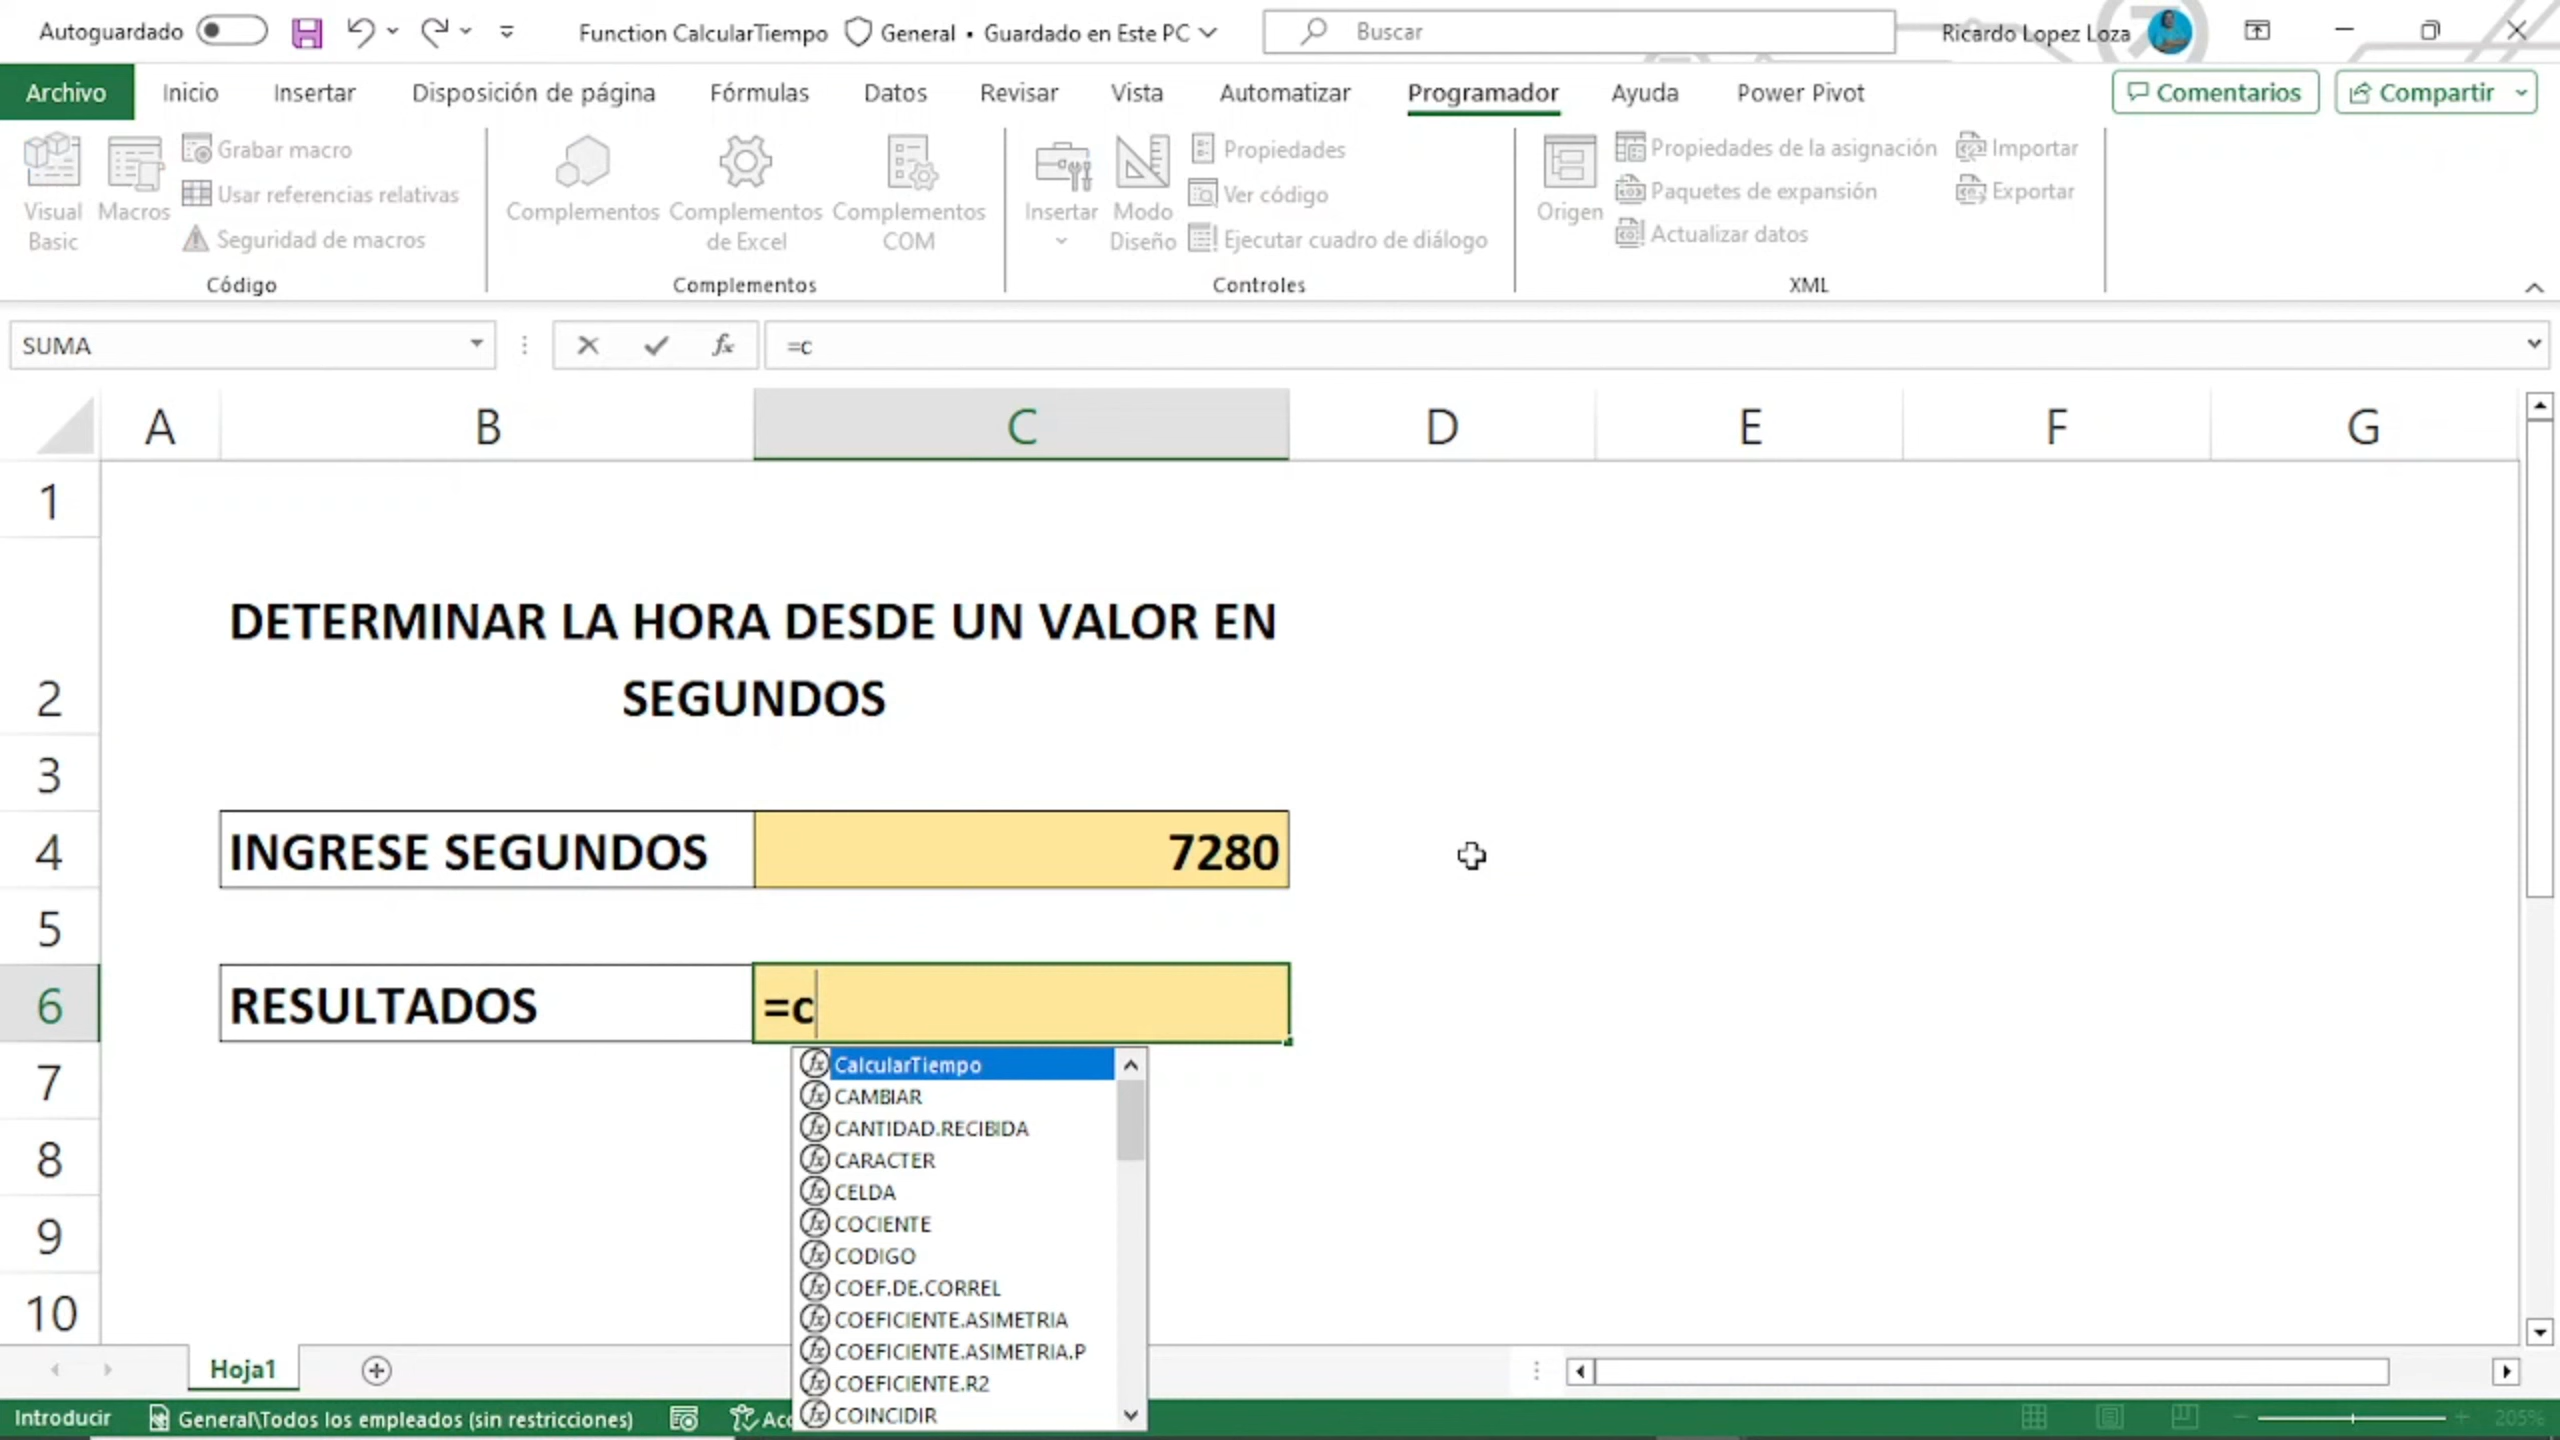 Autoguardado
Function CalcularTiempo
General • Guardado en Este PC
Buscar
Ricardo Lopez Loza
Archivo
Inicio
Insertar
Disposición de página
Fórmulas
Datos
Revisar
Vista
Automatizar
Programador
Ayuda
Power Pivot
Comentarios
Compartir
Visual
Basic
Macros
Grabar macro
Usar referencias relativas
Seguridad de macros
Código
Complementos
Complementos
de Excel
Complementos
COM
Complementos
Insertar
Modo
Diseño
Propiedades
Ver código
Ejecutar cuadro de diálogo
Controles
Origen
Propiedades de la asignación
Paquetes de expansión
Actualizar datos
Importar
Exportar
XML
SUMA
fx
=c
A B C D E F G
1
DETERMINAR LA HORA DESDE UN VALOR EN
2 SEGUNDOS
3
4 INGRESE SEGUNDOS 7280
5
6 RESULTADOS =c
7
8
9
10
CalcularTiempo
CAMBIAR
CANTIDAD.RECIBIDA
CARACTER
CELDA
COCIENTE
CODIGO
COEF.DE.CORREL
COEFICIENTE.ASIMETRIA
COEFICIENTE.ASIMETRIA.P
COEFICIENTE.R2
COINCIDIR
Hoja1
Introducir
General\Todos los empleados (sin restricciones)
205%